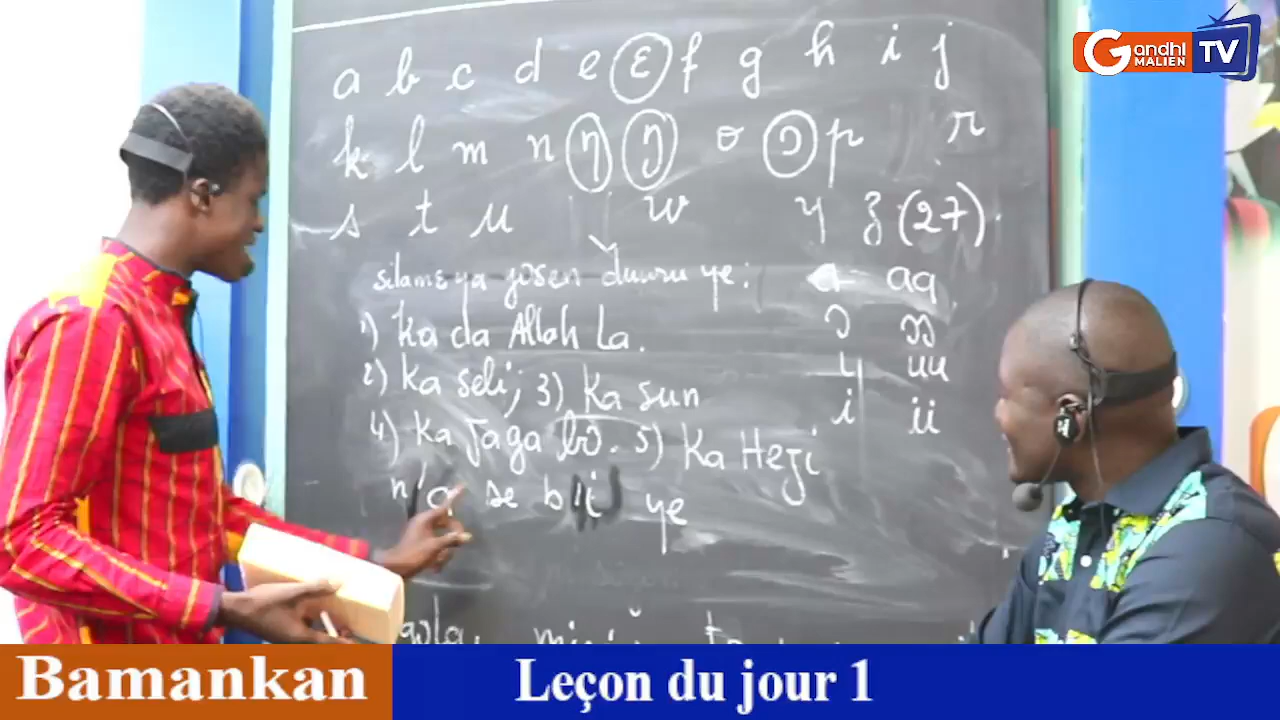 Gandhi
MALIEN
TV
a b c d e ɛ f g h i j
k l m n ŋ ɲ o ɔ p r
s t u w y z (27)
silamɛya josen duuru ye:
1) Ka da Allah La.
2) Ka seli; 3) Ka sun
4) Ka Jaga bɔ. 5) Ka Heji
n'a se ye
a aa
ɔ ɔɔ
u uu
i ii
Bamankan
Leçon du jour 1